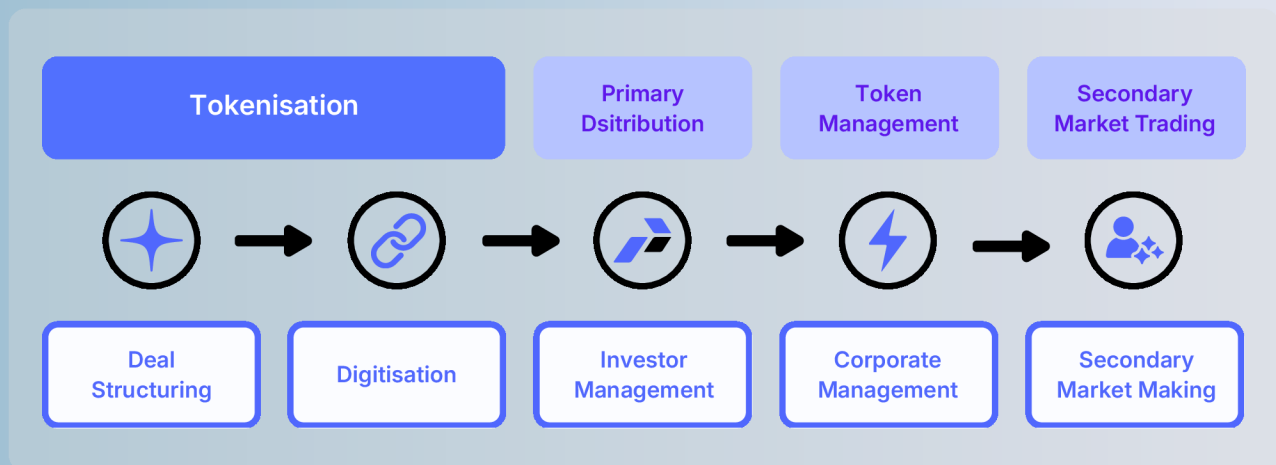 Tokenisation
Primary
Dsitribution
Token
Management
Secondary
Market Trading
Deal
Structuring
Digitisation
Investor
Management
Corporate
Management
Secondary
Market Making